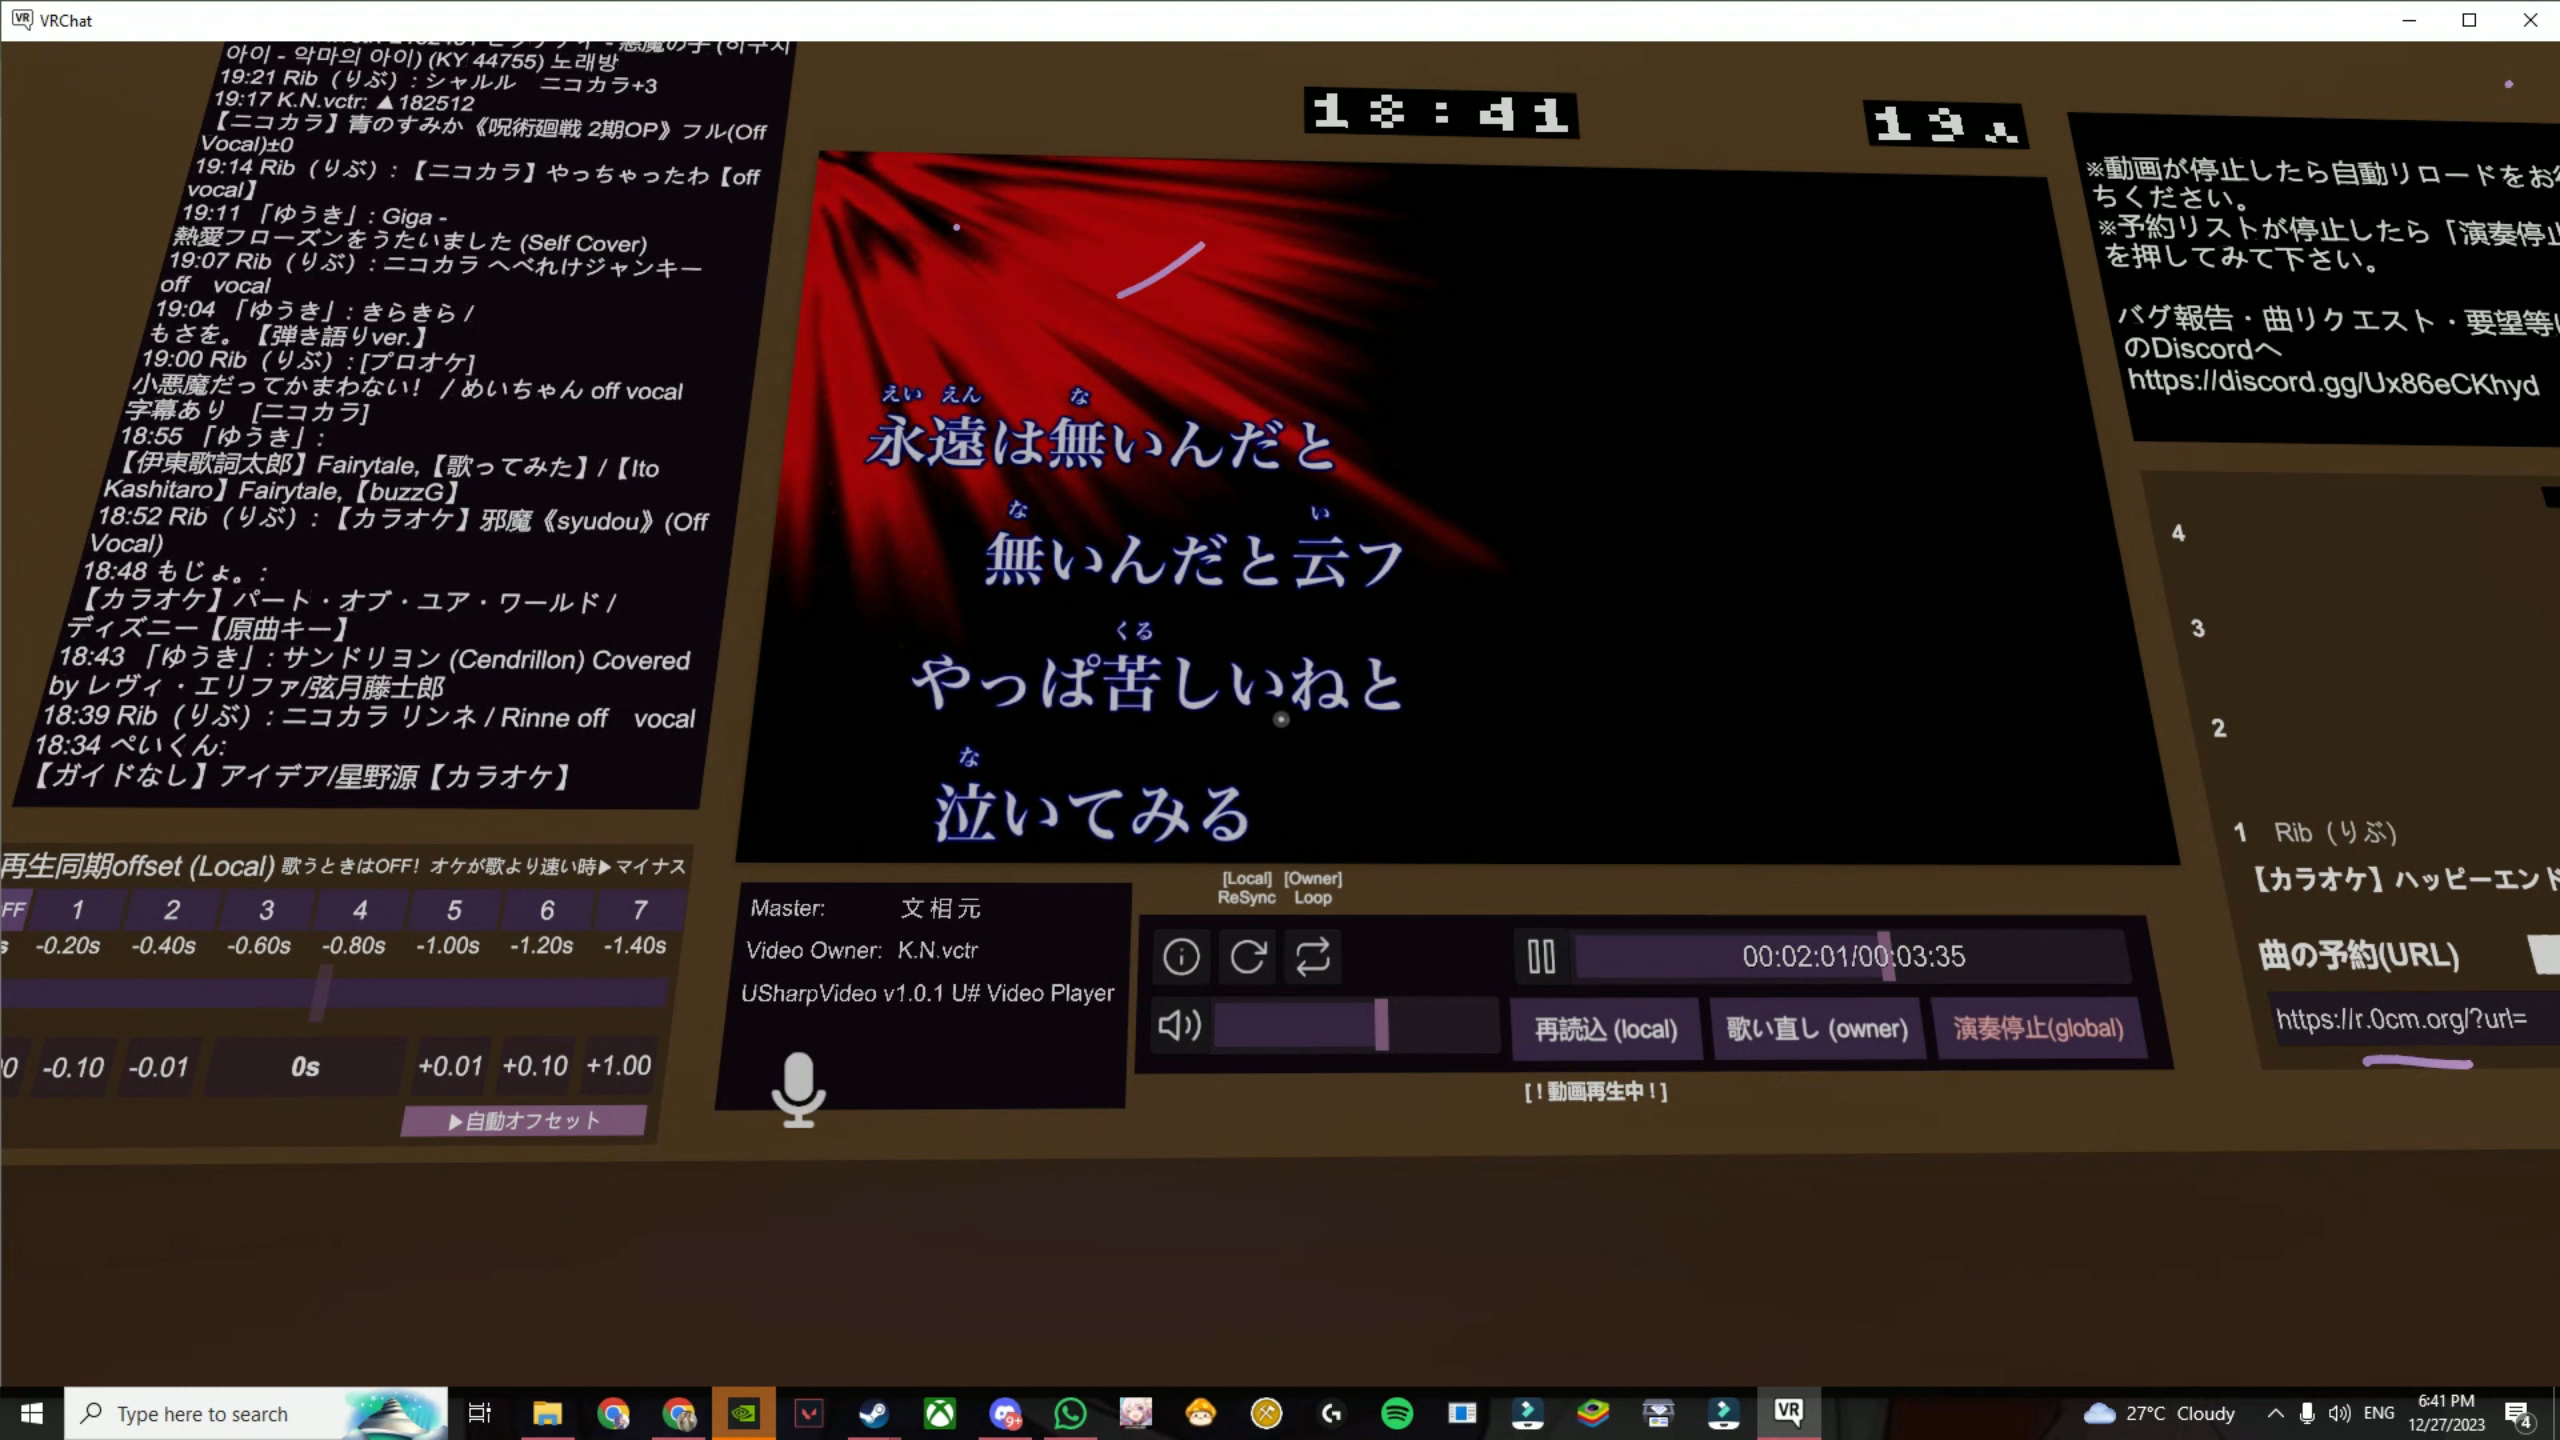 VRChat
아이 - 악마의 아이) (KY 44755) 노래방
19:21 Rib（りぶ）: シャルル　ニコカラ+3
19:17 K.N.vctr: ▲182512
【ニコカラ】青のすみか《呪術廻戦 2期OP》フル(Off
Vocal)±0
19:14 Rib（りぶ）: 【ニコカラ】やっちゃったわ【off
vocal】
19:11 「ゆうき」: Giga -
熱愛フローズンをうたいました (Self Cover)
19:07 Rib（りぶ）: ニコカラ へべれけジャンキー
off　vocal
19:04 「ゆうき」: きらきら /
もさを。【弾き語りver.】
19:00 Rib（りぶ）: [プロオケ]
小悪魔だってかまわない！ / めいちゃん off vocal
字幕あり　[ニコカラ]
18:55 「ゆうき」:
【伊東歌詞太郎】Fairytale,【歌ってみた】/【Ito
Kashitaro】Fairytale,【buzzG】
18:52 Rib（りぶ）: 【カラオケ】邪魔《syudou》(Off
Vocal)
18:48 もじょ。:
【カラオケ】パート・オブ・ユア・ワールド /
ディズニー【原曲キー】
18:43 「ゆうき」: サンドリヨン (Cendrillon) Covered
by レヴィ・エリファ/弦月藤士郎
18:39 Rib（りぶ）: ニコカラ リンネ / Rinne off　vocal
18:34 ぺいくん:
【ガイドなし】アイデア/星野源【カラオケ】
再生同期offset (Local) 歌うときはOFF！ オケが歌より速い時▶マイナス
FF 1 2 3 4 5 6 7
s -0.20s -0.40s -0.60s -0.80s -1.00s -1.20s -1.40s
0 -0.10 -0.01 0s +0.01 +0.10 +1.00
▶自動オフセット
18:41
19人
えい えん な
永遠は無いんだと
な い
無いんだと云フ
くる
やっぱ苦しいねと
な
泣いてみる
Master: 文相元
Video Owner: K.N.vctr
USharpVideo v1.0.1 U# Video Player
[Local] [Owner]
ReSync Loop
00:02:01/00:03:35
再読込 (local) 歌い直し (owner) 演奏停止(global)
[！動画再生中！]
※動画が停止したら自動リロードをお待
ちください。
※予約リストが停止したら「演奏停止
を押してみて下さい。
バグ報告・曲リクエスト・要望等は
のDiscordへ
https://discord.gg/Ux86eCKhyd
4
3
2
1 Rib（りぶ）
【カラオケ】ハッピーエンド
曲の予約(URL)
https://r.0cm.org/?url=
Type here to search
9+
VR
27°C Cloudy
ENG
6:41 PM
12/27/2023
4